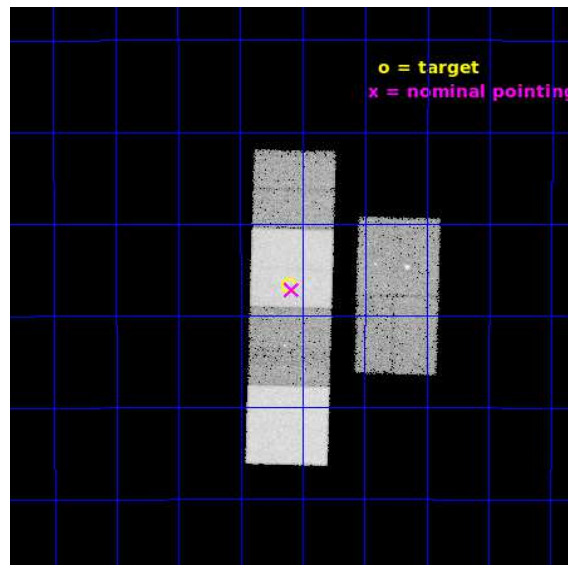 o = target
x = nominal pointing